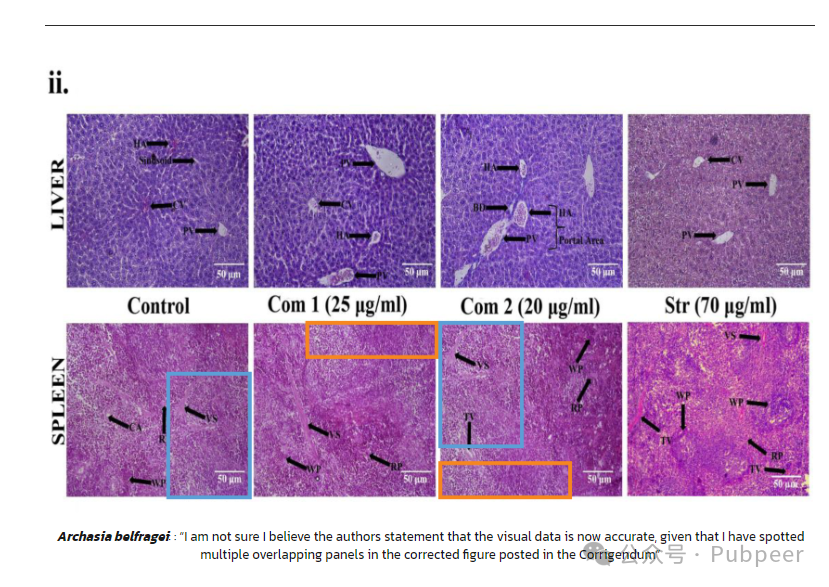 ii.
LIVER
HA
Sinusoid
CV
PV
50 µm
PV
CV
HA
PV
50 µm
HA
BD
HA
PV
Portal Area
50 µm
CV
PV
PV
50 µm
Control
Com 1 (25 µg/ml)
Com 2 (20 µg/ml)
Str (70 µg/ml)
SPLEEN
CA
R
VS
WP
50 µm
VS
WP
RP
50 µm
VS
TV
WP
RP
50 µm
VS
WP
WP
TV
RP
TV
50 µm
Archasia belfragei : "I am not sure I believe the authors statement that the visual data is now accurate, given that I have spotted
multiple overlapping panels in the corrected figure posted in the Corrigendum"
公众号 · Pubpeer